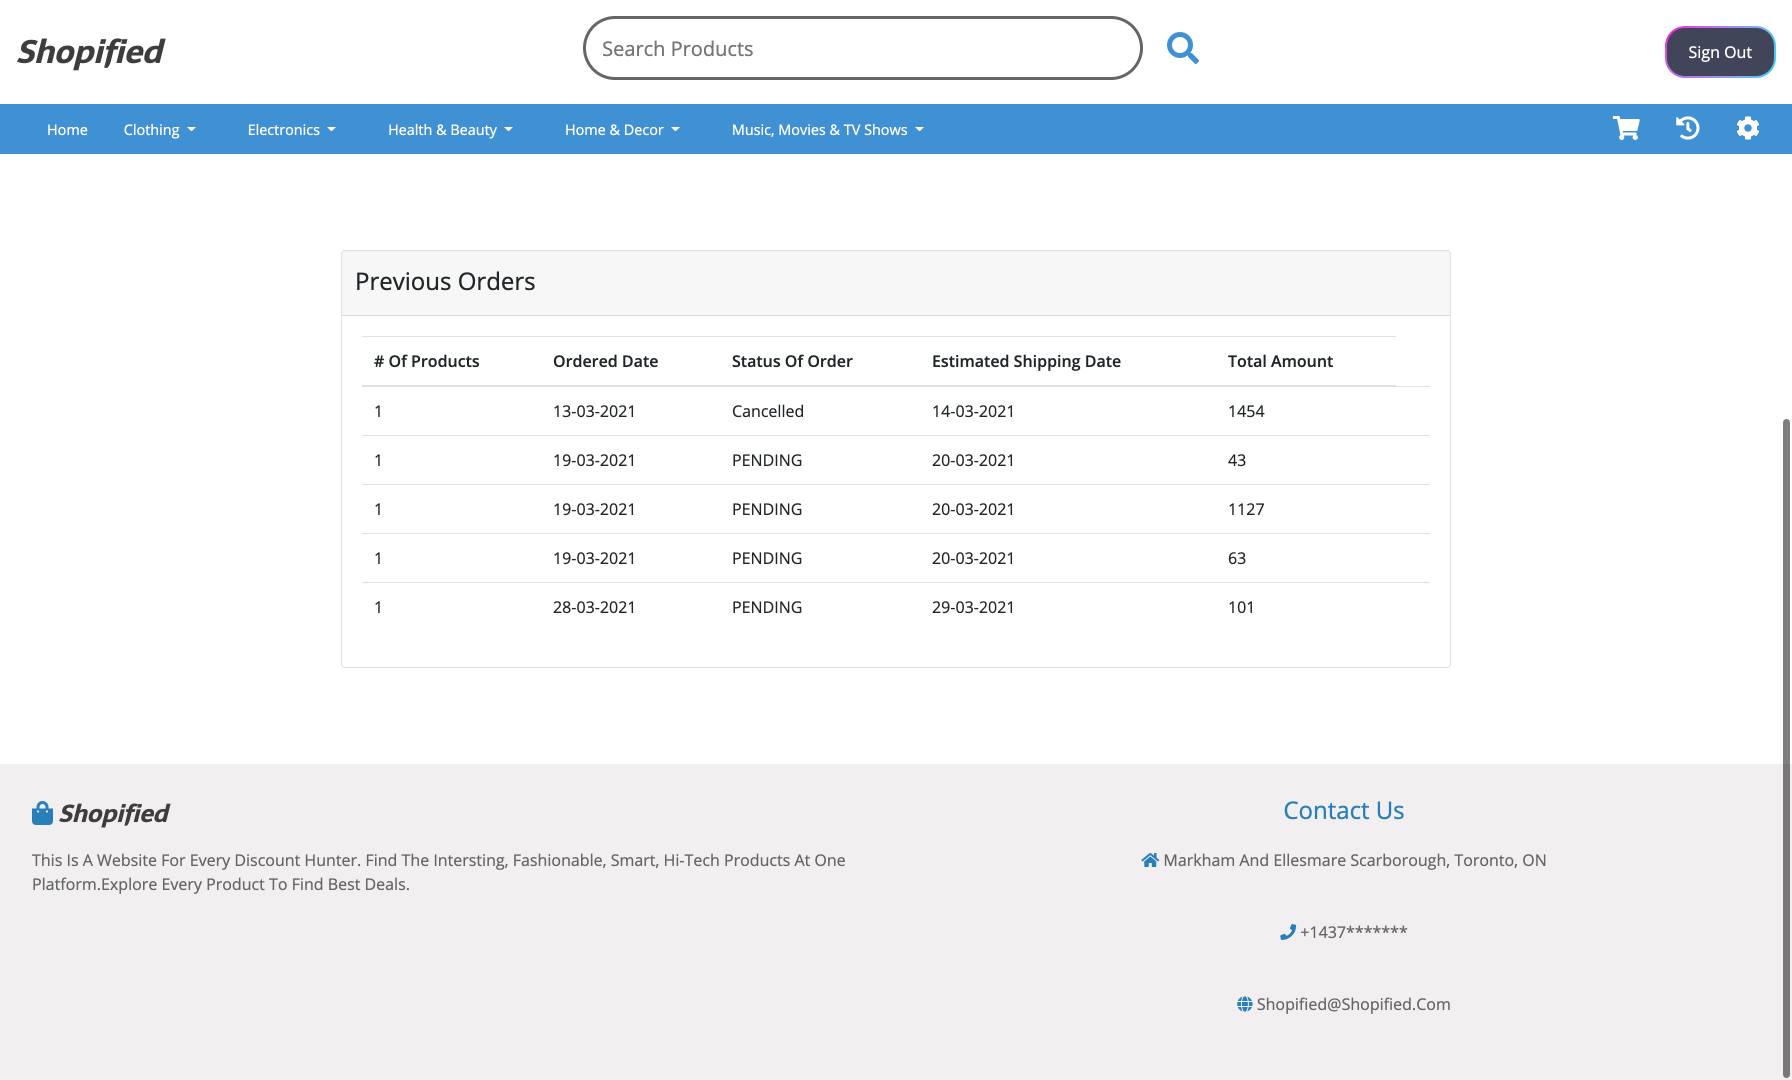 Shopified
Search Products
Sign Out
Home Clothing Electronics Health & Beauty Home & Decor Music, Movies & TV Shows
Previous Orders
# Of Products Ordered Date Status Of Order Estimated Shipping Date Total Amount
1 13-03-2021 Cancelled 14-03-2021 1454
1 19-03-2021 PENDING 20-03-2021 43
1 19-03-2021 PENDING 20-03-2021 1127
1 19-03-2021 PENDING 20-03-2021 63
1 28-03-2021 PENDING 29-03-2021 101
Shopified
This Is A Website For Every Discount Hunter. Find The Intersting, Fashionable, Smart, Hi-Tech Products At One
Platform.Explore Every Product To Find Best Deals.
Contact Us
Markham And Ellesmare Scarborough, Toronto, ON
+1437*******
Shopified@Shopified.Com